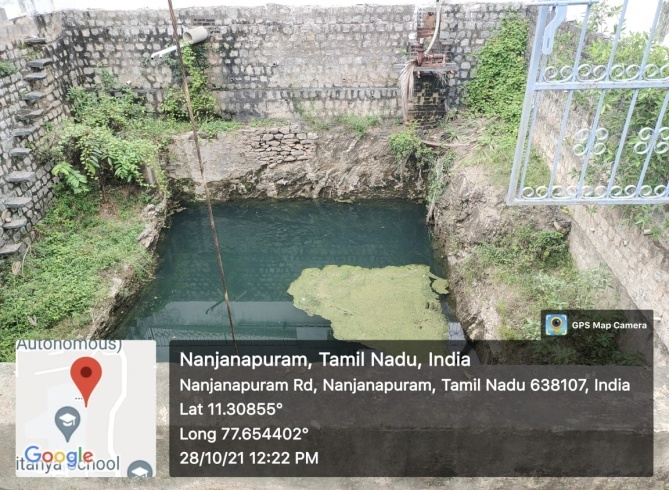 GPS Map Camera
Autonomous)
Google
itanya School
Nanjanapuram, Tamil Nadu, India
Nanjanapuram Rd, Nanjanapuram, Tamil Nadu 638107, India
Lat 11.30855°
Long 77.654402°
28/10/21 12:22 PM